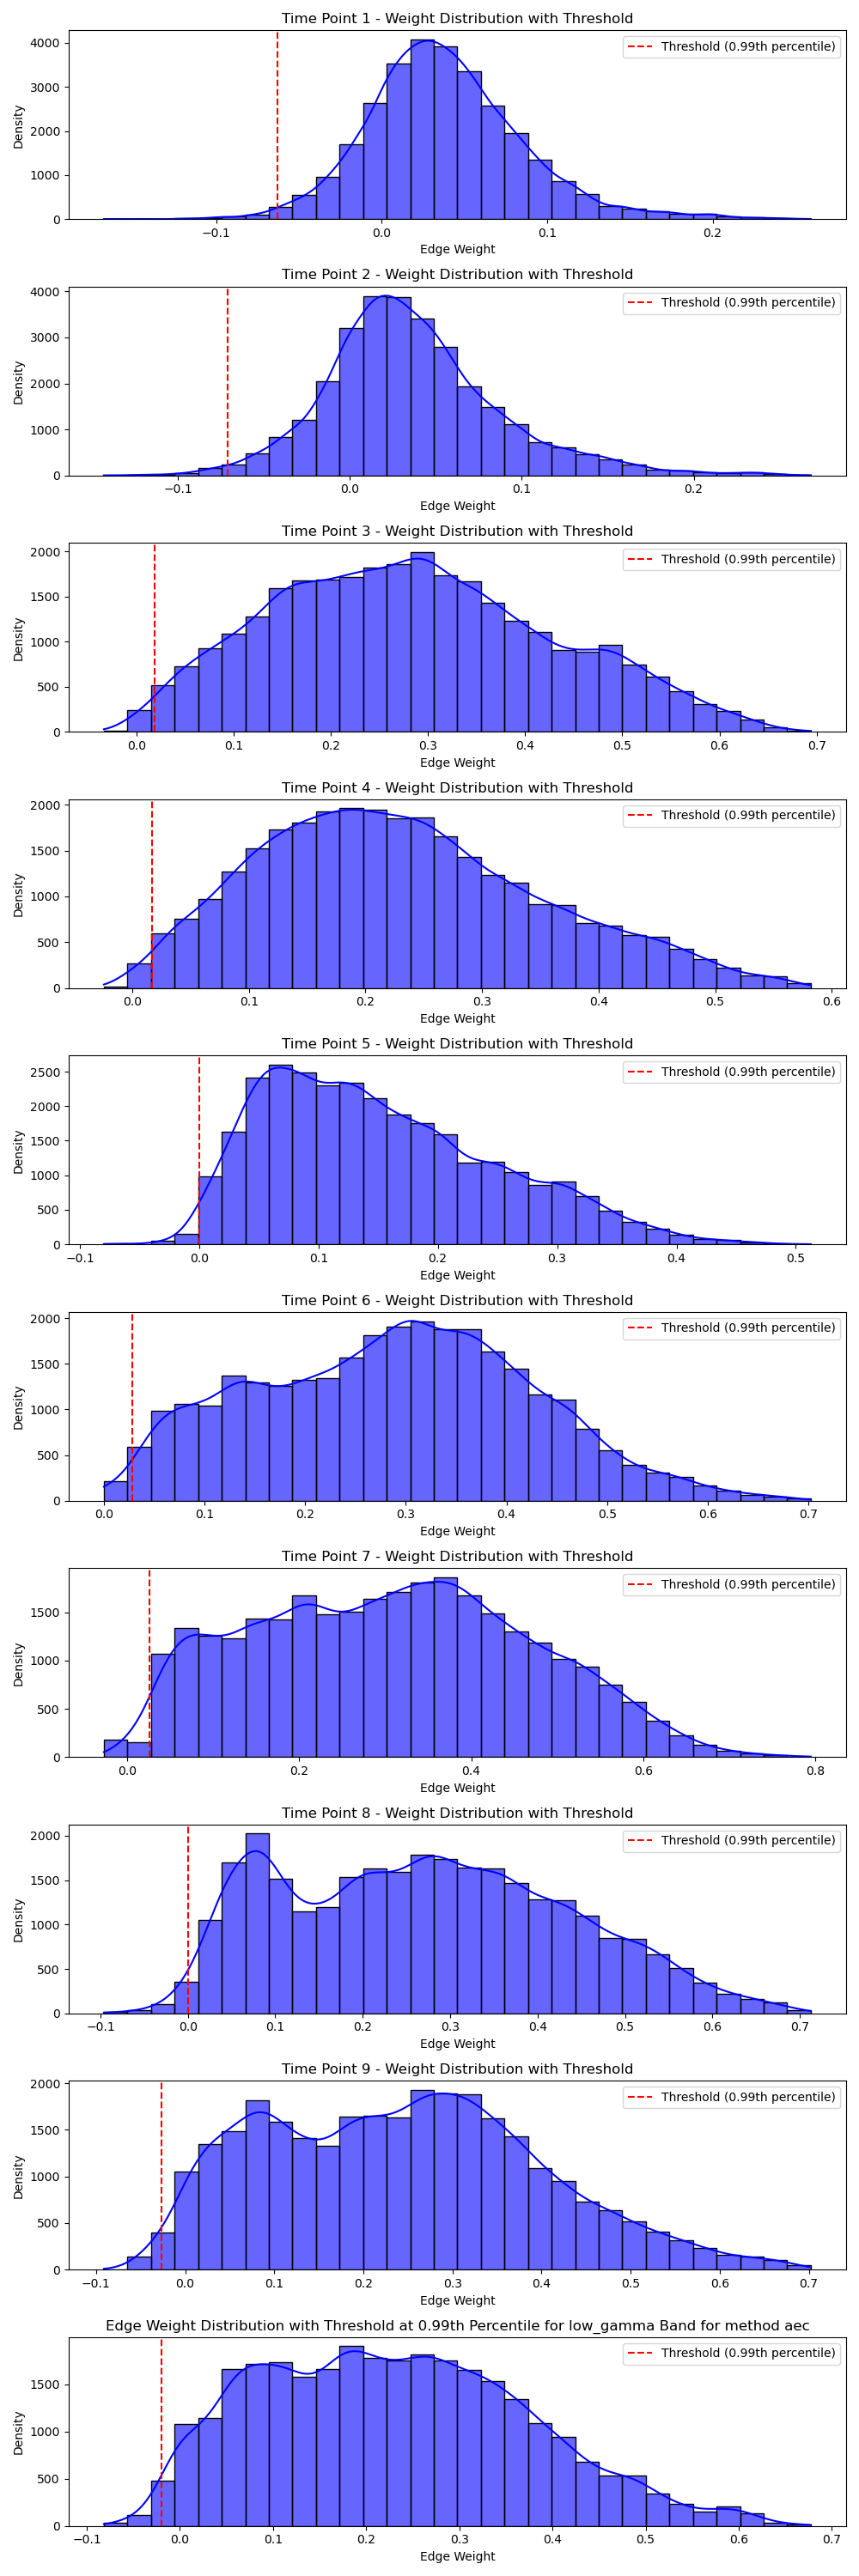 Time Point 1 - Weight Distribution with Threshold
Threshold (0.99th percentile)
Density
4000
3000
2000
1000
0
−0.1 0.0 0.1 0.2
Edge Weight
Time Point 2 - Weight Distribution with Threshold
Threshold (0.99th percentile)
Density
4000
3000
2000
1000
0
−0.1 0.0 0.1 0.2
Edge Weight
Time Point 3 - Weight Distribution with Threshold
Threshold (0.99th percentile)
Density
2000
1500
1000
500
0
0.0 0.1 0.2 0.3 0.4 0.5 0.6 0.7
Edge Weight
Time Point 4 - Weight Distribution with Threshold
Threshold (0.99th percentile)
Density
2000
1500
1000
500
0
0.0 0.1 0.2 0.3 0.4 0.5 0.6
Edge Weight
Time Point 5 - Weight Distribution with Threshold
Threshold (0.99th percentile)
Density
2500
2000
1500
1000
500
0
−0.1 0.0 0.1 0.2 0.3 0.4 0.5
Edge Weight
Time Point 6 - Weight Distribution with Threshold
Threshold (0.99th percentile)
Density
2000
1500
1000
500
0
0.0 0.1 0.2 0.3 0.4 0.5 0.6 0.7
Edge Weight
Time Point 7 - Weight Distribution with Threshold
Threshold (0.99th percentile)
Density
1500
1000
500
0
0.0 0.2 0.4 0.6 0.8
Edge Weight
Time Point 8 - Weight Distribution with Threshold
Threshold (0.99th percentile)
Density
2000
1500
1000
500
0
−0.1 0.0 0.1 0.2 0.3 0.4 0.5 0.6 0.7
Edge Weight
Time Point 9 - Weight Distribution with Threshold
Threshold (0.99th percentile)
Density
2000
1500
1000
500
0
−0.1 0.0 0.1 0.2 0.3 0.4 0.5 0.6 0.7
Edge Weight
Edge Weight Distribution with Threshold at 0.99th Percentile for low_gamma Band for method aec
Threshold (0.99th percentile)
Density
1500
1000
500
0
−0.1 0.0 0.1 0.2 0.3 0.4 0.5 0.6 0.7
Edge Weight